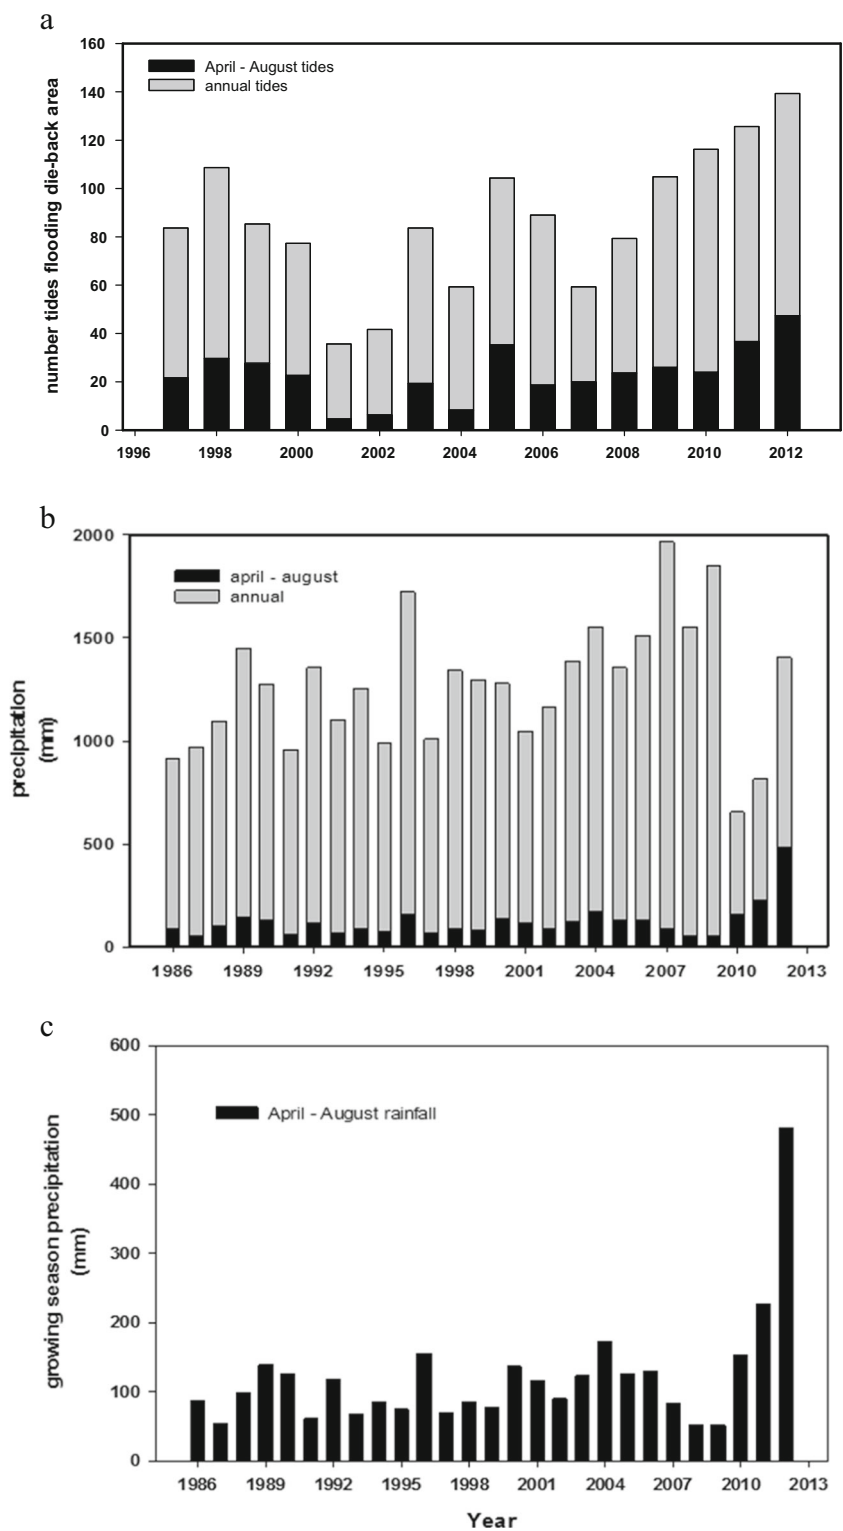 a
160
140
120
100
80
60
40
20
0
number tides flooding die-back area
April - August tides
annual tides
1996 1998 2000 2002 2004 2006 2008 2010 2012
b
2000
1500
1000
500
0
precipitation
(mm)
april - august
annual
1986 1989 1992 1995 1998 2001 2004 2007 2010 2013
c
600
500
400
300
200
100
0
growing season precipitation
(mm)
April - August rainfall
1986 1989 1992 1995 1998 2001 2004 2007 2010 2013
Year